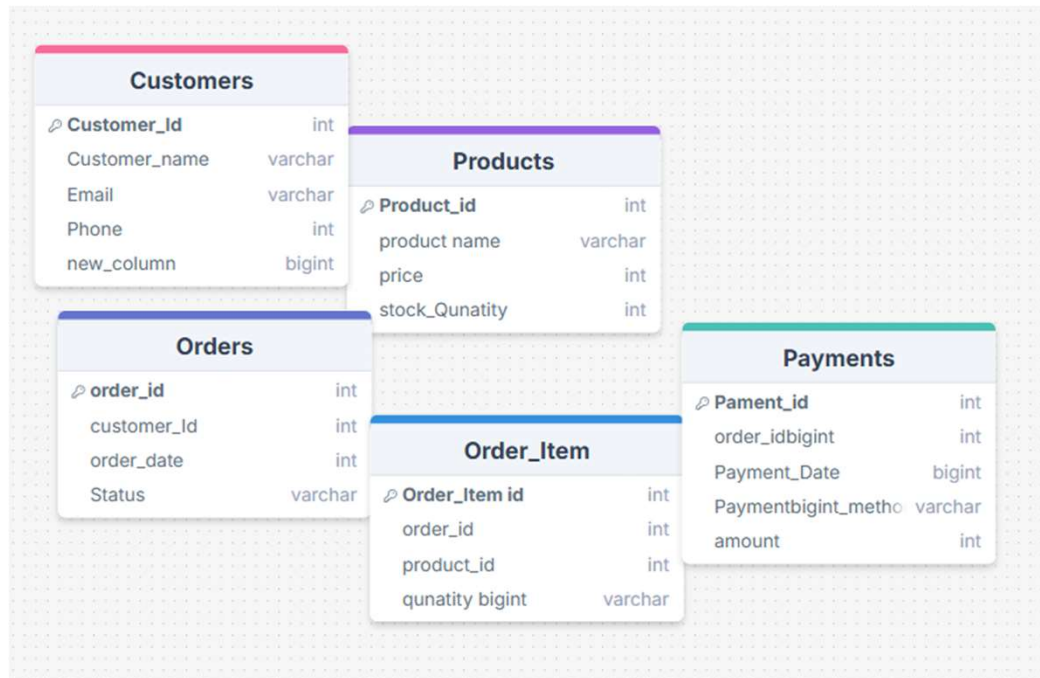 Customers
Customer_Id int
Customer_name varchar
Email varchar
Phone int
new_column bigint
Products
Product_id int
product name varchar
price int
stock_Qunatity int
Orders
order_id int
customer_Id int
order_date int
Status varchar
Order_Item
Order_Item id int
order_id int
product_id int
qunatity bigint varchar
Payments
Pament_id int
order_idbigint int
Payment_Date bigint
Paymentbigint_metho varchar
amount int